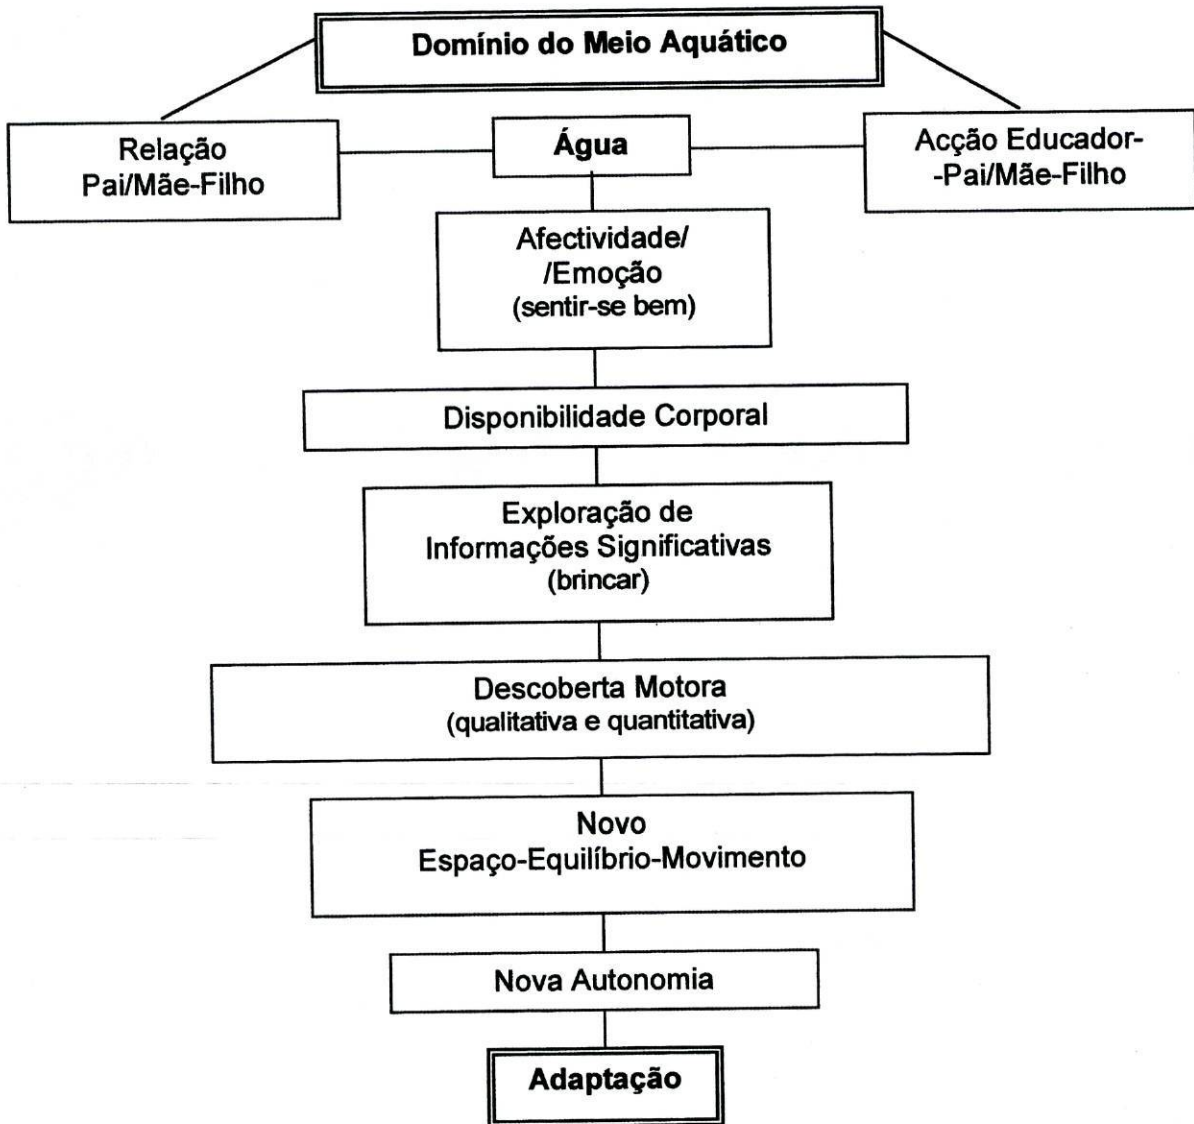 Domínio do Meio Aquático
Relação
Pai/Mãe-Filho
Água
Acção Educador-
-Pai/Mãe-Filho
Afectividade/
/Emoção
(sentir-se bem)
Disponibilidade Corporal
Exploração de
Informações Significativas
(brincar)
Descoberta Motora
(qualitativa e quantitativa)
Novo
Espaço-Equilíbrio-Movimento
Nova Autonomia
Adaptação